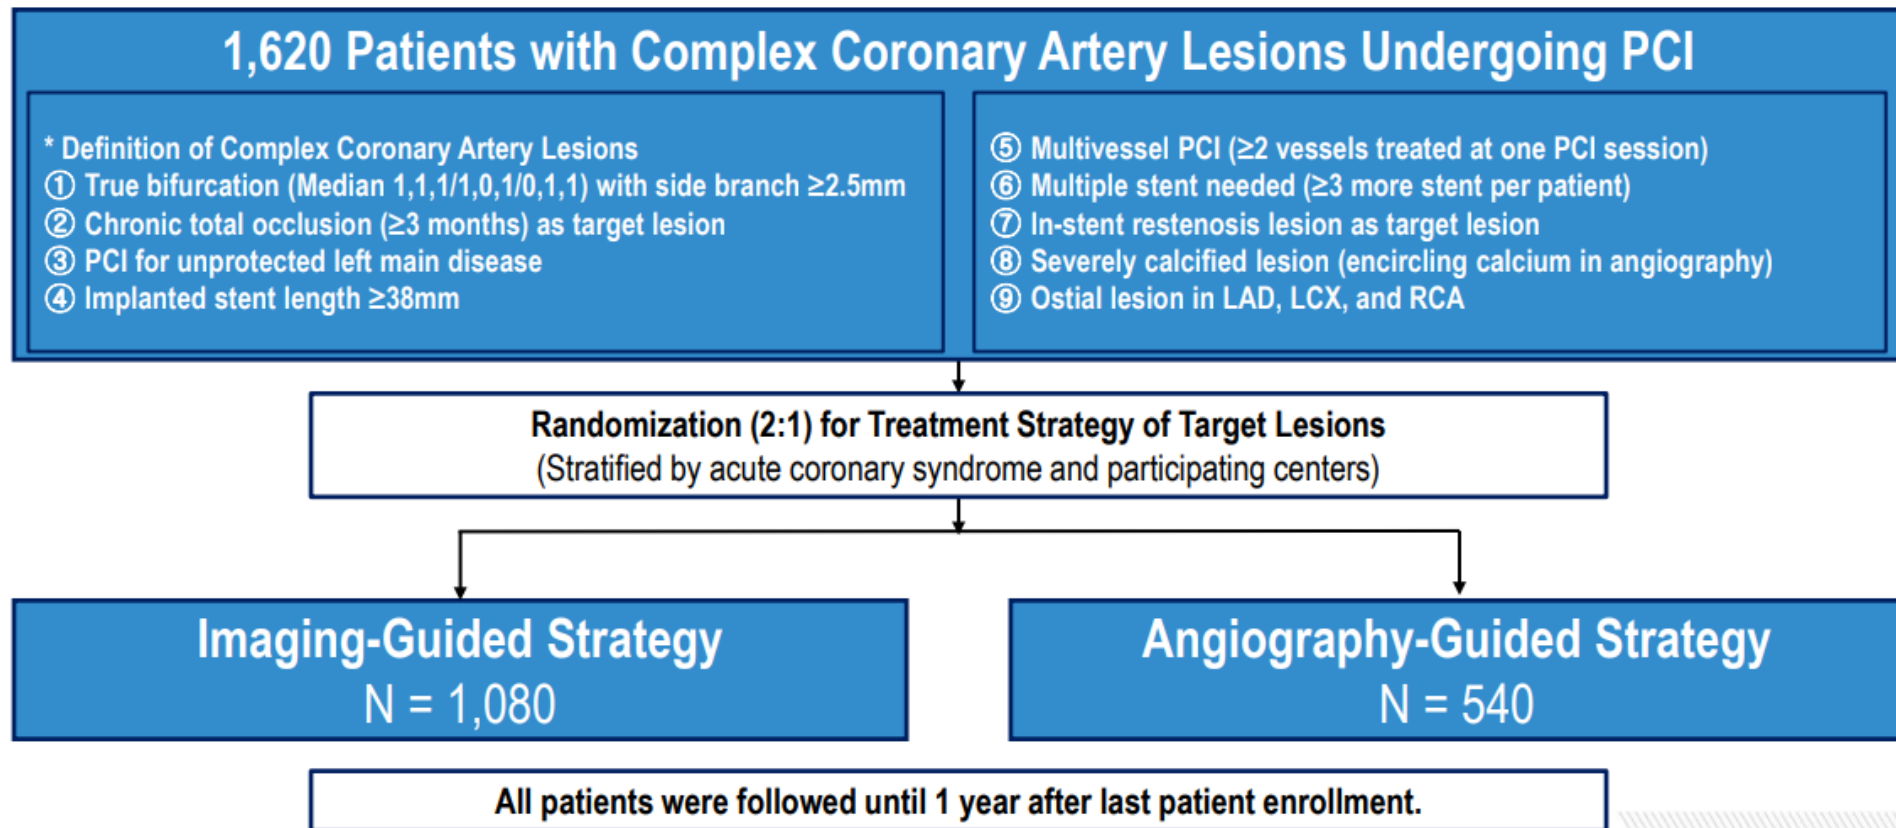 1,620 Patients with Complex Coronary Artery Lesions Undergoing PCI
* Definition of Complex Coronary Artery Lesions
① True bifurcation (Median 1,1,1/1,0,1/0,1,1) with side branch ≥2.5mm
② Chronic total occlusion (≥3 months) as target lesion
③ PCI for unprotected left main disease
④ Implanted stent length ≥38mm
⑤ Multivessel PCI (≥2 vessels treated at one PCI session)
⑥ Multiple stent needed (≥3 more stent per patient)
⑦ In-stent restenosis lesion as target lesion
⑧ Severely calcified lesion (encircling calcium in angiography)
⑨ Ostial lesion in LAD, LCX, and RCA
Randomization (2:1) for Treatment Strategy of Target Lesions
(Stratified by acute coronary syndrome and participating centers)
Imaging-Guided Strategy
N = 1,080
Angiography-Guided Strategy
N = 540
All patients were followed until 1 year after last patient enrollment.